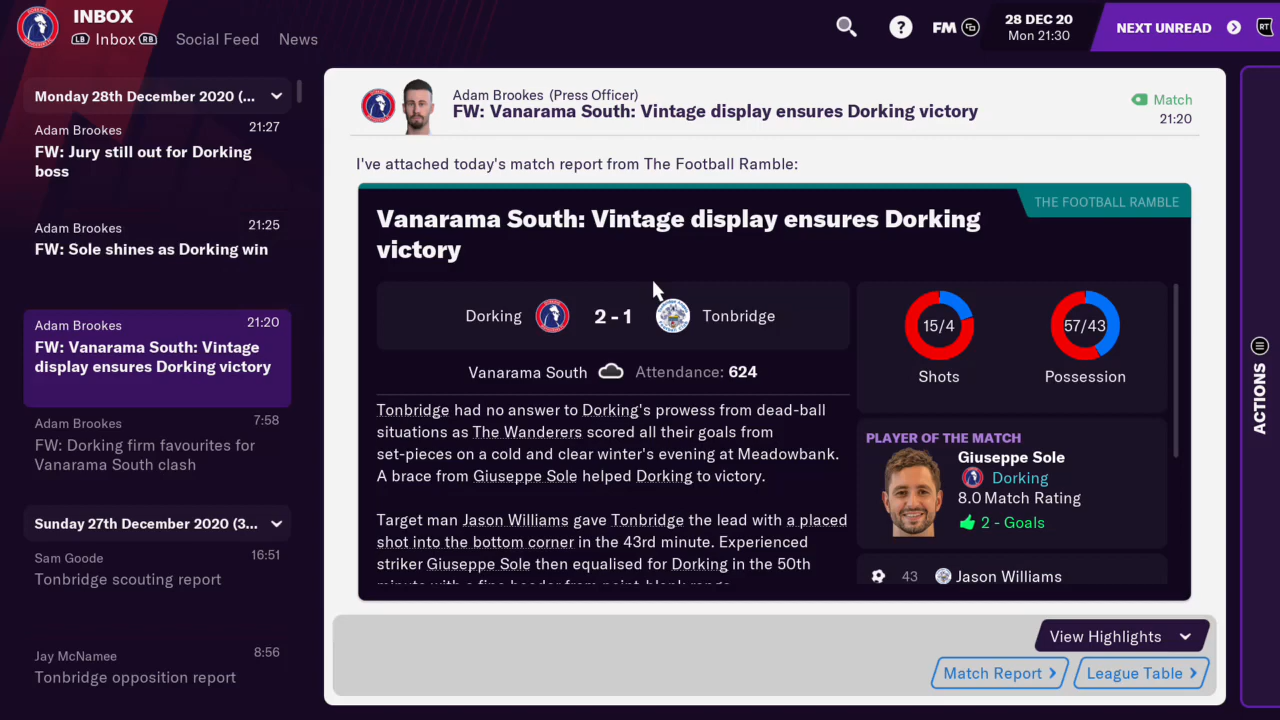 INBOX
LB Inbox RB Social Feed News
FM
28 DEC 20
Mon 21:30
NEXT UNREAD
RT
Monday 28th December 2020 (...
Adam Brookes 21:27
FW: Jury still out for Dorking
boss
Adam Brookes 21:25
FW: Sole shines as Dorking win
Adam Brookes 21:20
FW: Vanarama South: Vintage
display ensures Dorking victory
Adam Brookes 7:58
FW: Dorking firm favourites for
Vanarama South clash
Sunday 27th December 2020 (3...
Sam Goode 16:51
Tonbridge scouting report
Jay McNamee 8:56
Tonbridge opposition report
Adam Brookes (Press Officer)
FW: Vanarama South: Vintage display ensures Dorking victory
Match
21:20
I've attached today's match report from The Football Ramble:
THE FOOTBALL RAMBLE
Vanarama South: Vintage display ensures Dorking
victory
Dorking 2 - 1 Tonbridge
Vanarama South Attendance: 624
Tonbridge had no answer to Dorking's prowess from dead-ball
situations as The Wanderers scored all their goals from
set-pieces on a cold and clear winter's evening at Meadowbank.
A brace from Giuseppe Sole helped Dorking to victory.
Target man Jason Williams gave Tonbridge the lead with a placed
shot into the bottom corner in the 43rd minute. Experienced
striker Giuseppe Sole then equalised for Dorking in the 50th
minute with a fine header from point-blank range.
15/4
Shots
57/43
Possession
PLAYER OF THE MATCH
Giuseppe Sole
Dorking
8.0 Match Rating
2 - Goals
43 Jason Williams
View Highlights
Match Report
League Table
ACTIONS